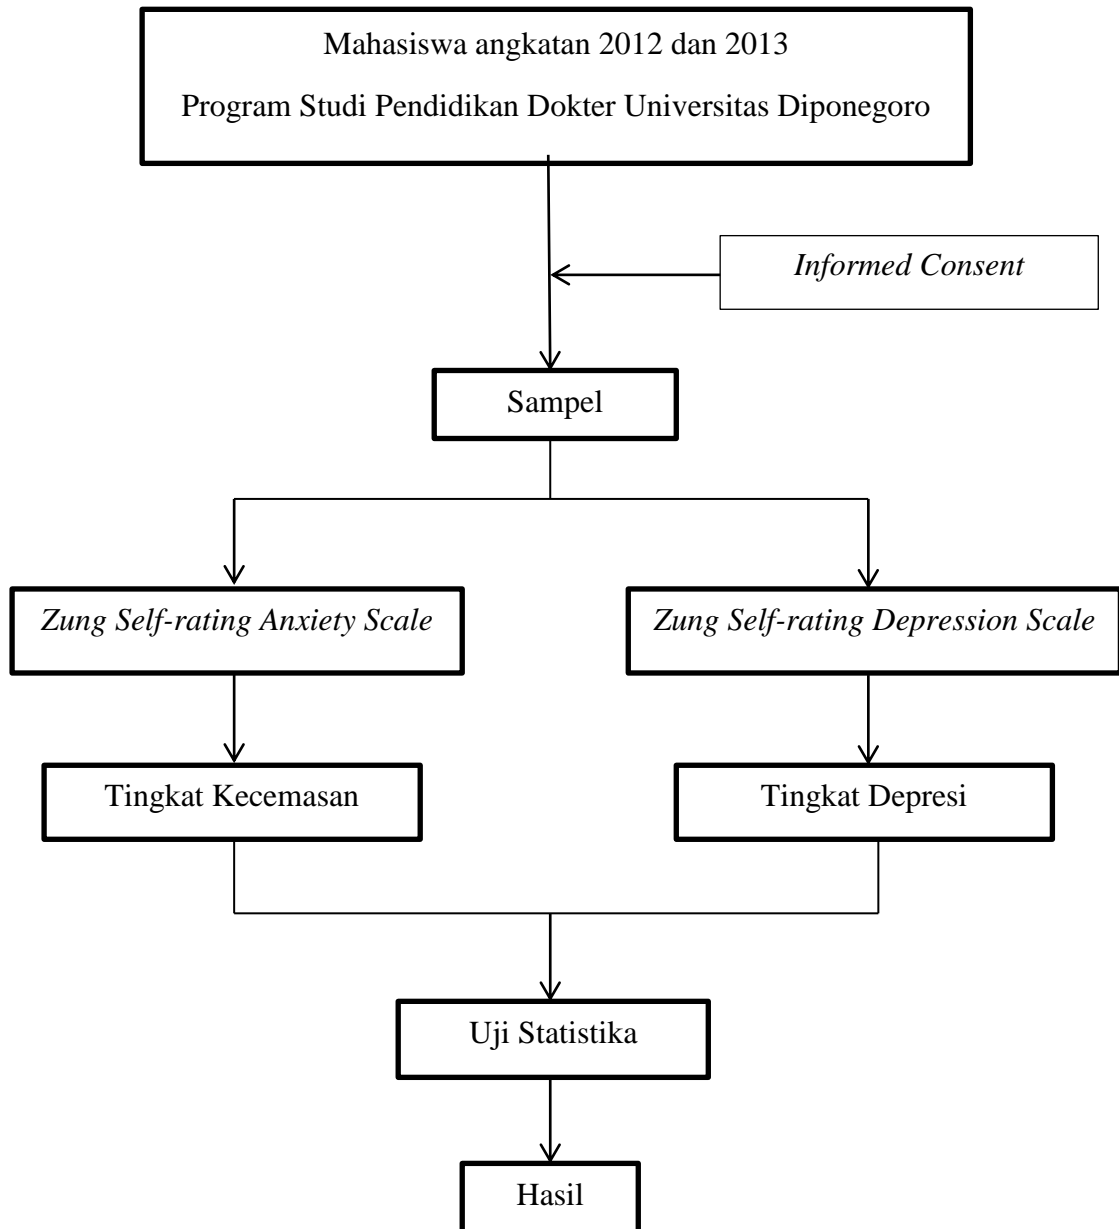 Mahasiswa angkatan 2012 dan 2013
Program Studi Pendidikan Dokter Universitas Diponegoro
Informed Consent
Sampel
Zung Self-rating Anxiety Scale
Zung Self-rating Depression Scale
Tingkat Kecemasan
Tingkat Depresi
Uji Statistika
Hasil